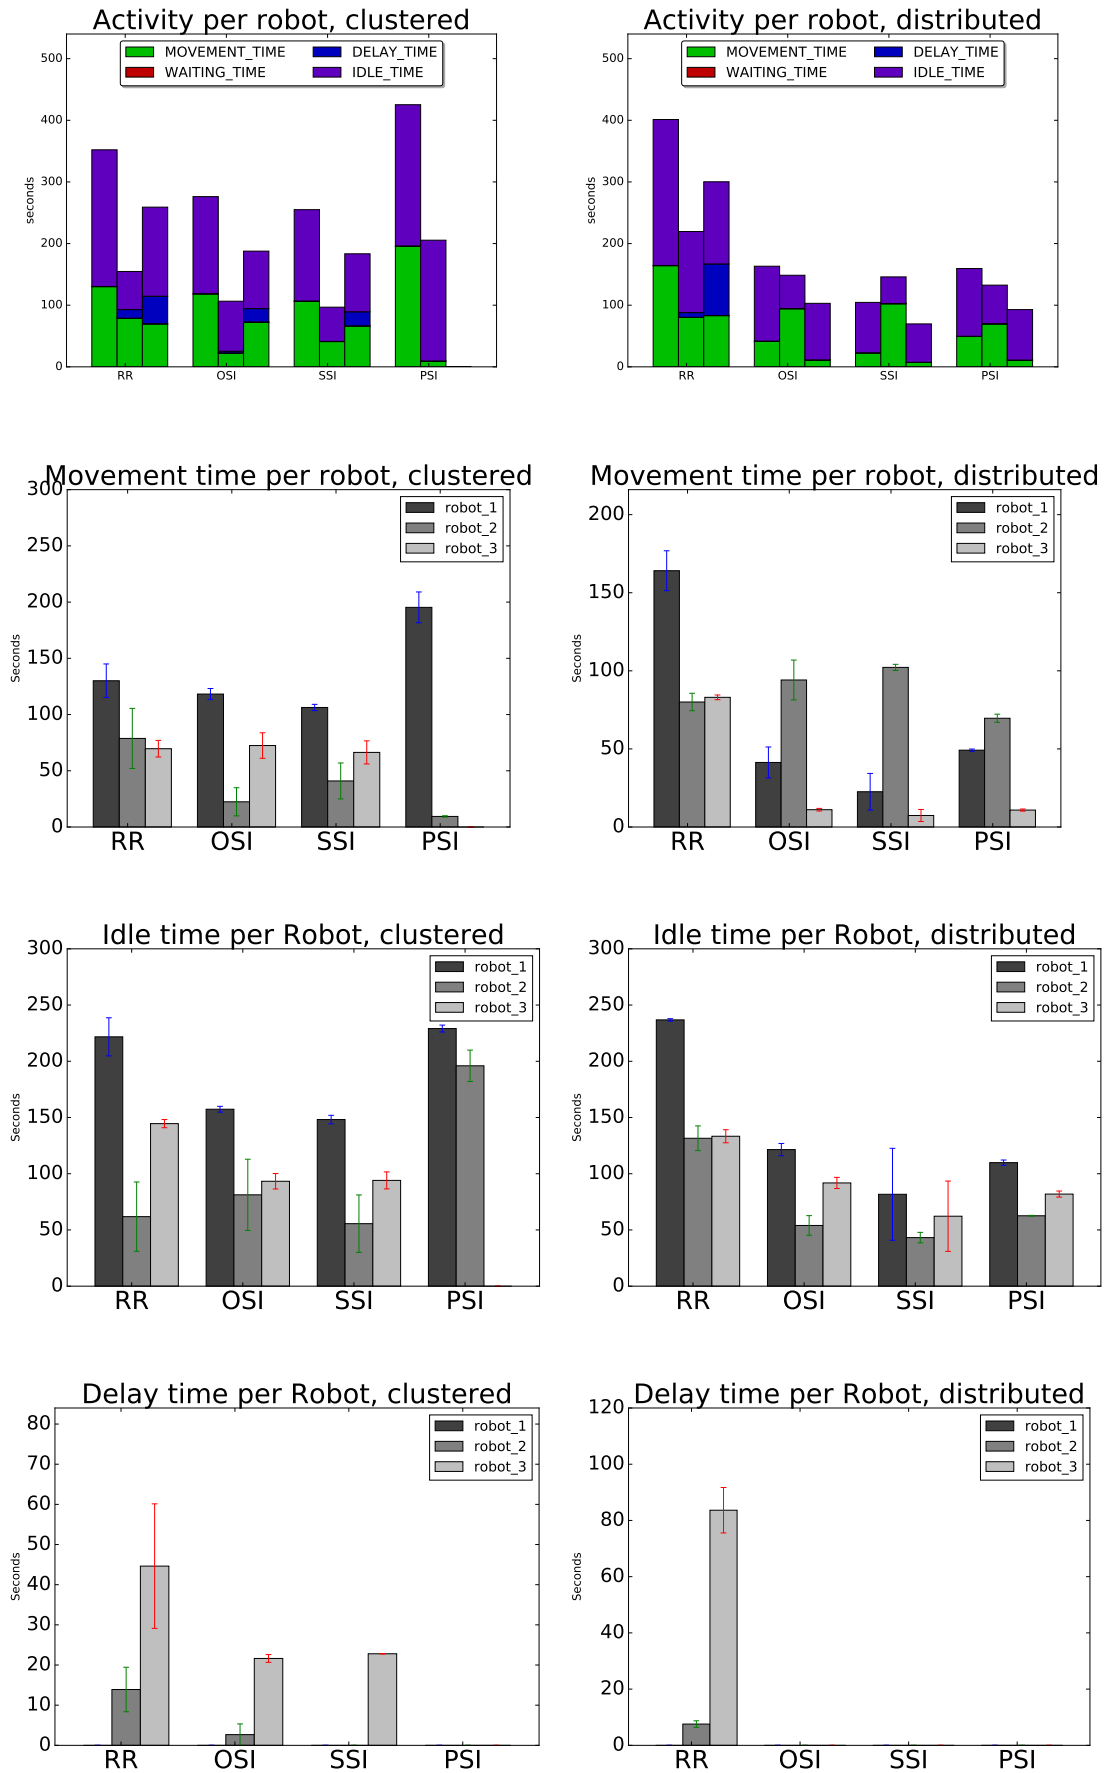 Activity per robot, clustered
MOVEMENT_TIME DELAY_TIME
WAITING_TIME IDLE_TIME
500
400
300
200
100
0
seconds
RR OSI SSI PSI
Activity per robot, distributed
MOVEMENT_TIME DELAY_TIME
WAITING_TIME IDLE_TIME
500
400
300
200
100
0
seconds
RR OSI SSI PSI
Movement time per robot, clustered
300
250
200
150
100
50
0
Seconds
robot_1
robot_2
robot_3
RR OSI SSI PSI
Movement time per robot, distributed
200
150
100
50
0
Seconds
robot_1
robot_2
robot_3
RR OSI SSI PSI
Idle time per Robot, clustered
300
250
200
150
100
50
0
Seconds
robot_1
robot_2
robot_3
RR OSI SSI PSI
Idle time per Robot, distributed
300
250
200
150
100
50
0
Seconds
robot_1
robot_2
robot_3
RR OSI SSI PSI
Delay time per Robot, clustered
80
70
60
50
40
30
20
10
0
Seconds
robot_1
robot_2
robot_3
RR OSI SSI PSI
Delay time per Robot, distributed
120
100
80
60
40
20
0
Seconds
robot_1
robot_2
robot_3
RR OSI SSI PSI